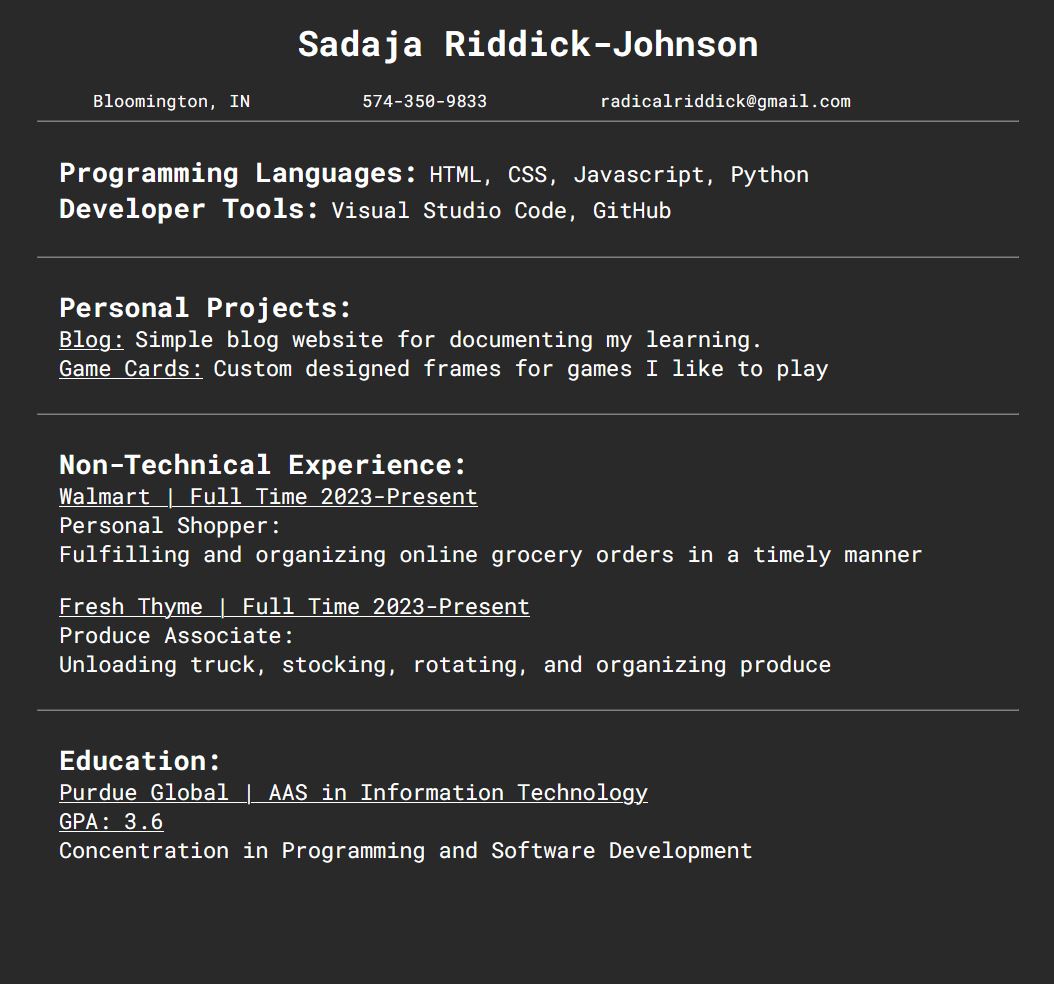 Sadaja Riddick-Johnson
Bloomington, IN 574-350-9833 radicalriddick@gmail.com
Programming Languages: HTML, CSS, Javascript, Python
Developer Tools: Visual Studio Code, GitHub
Personal Projects:
Blog: Simple blog website for documenting my learning.
Game Cards: Custom designed frames for games I like to play
Non-Technical Experience:
Walmart | Full Time 2023-Present
Personal Shopper:
Fulfilling and organizing online grocery orders in a timely manner
Fresh Thyme | Full Time 2023-Present
Produce Associate:
Unloading truck, stocking, rotating, and organizing produce
Education:
Purdue Global | AAS in Information Technology
GPA: 3.6
Concentration in Programming and Software Development